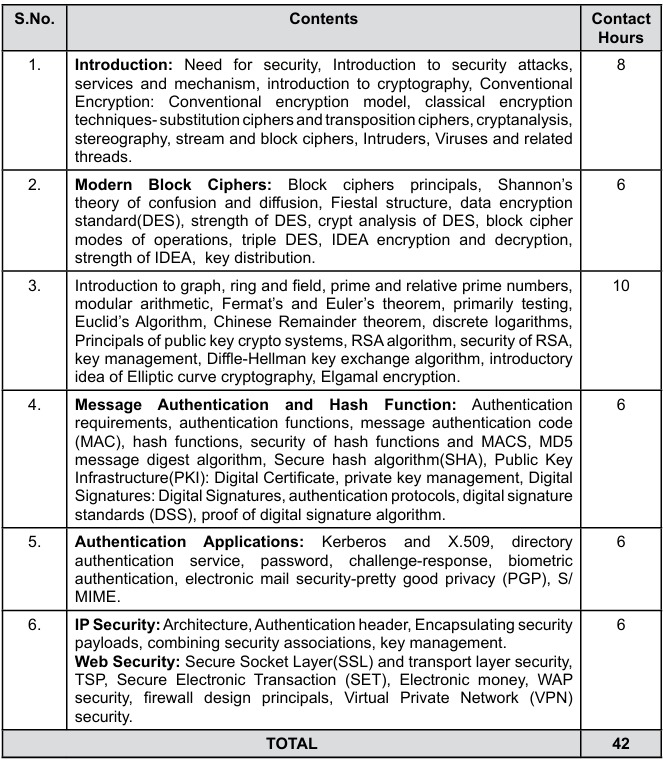 S.No. Contents Contact
Hours
1. Introduction: Need for security, Introduction to security attacks, 8
services and mechanism, introduction to cryptography, Conventional
Encryption: Conventional encryption model, classical encryption
techniques- substitution ciphers and transposition ciphers, cryptanalysis,
stereography, stream and block ciphers, Intruders, Viruses and related
threads.
2. Modern Block Ciphers: Block ciphers principals, Shannon's 6
theory of confusion and diffusion, Fiestal structure, data encryption
standard(DES), strength of DES, crypt analysis of DES, block cipher
modes of operations, triple DES, IDEA encryption and decryption,
strength of IDEA, key distribution.
3. Introduction to graph, ring and field, prime and relative prime numbers, 10
modular arithmetic, Fermat's and Euler's theorem, primarily testing,
Euclid's Algorithm, Chinese Remainder theorem, discrete logarithms,
Principals of public key crypto systems, RSA algorithm, security of RSA,
key management, Diffle-Hellman key exchange algorithm, introductory
idea of Elliptic curve cryptography, Elgamal encryption.
4. Message Authentication and Hash Function: Authentication 6
requirements, authentication functions, message authentication code
(MAC), hash functions, security of hash functions and MACS, MD5
message digest algorithm, Secure hash algorithm(SHA), Public Key
Infrastructure(PKI): Digital Certificate, private key management, Digital
Signatures: Digital Signatures, authentication protocols, digital signature
standards (DSS), proof of digital signature algorithm.
5. Authentication Applications: Kerberos and X.509, directory 6
authentication service, password, challenge-response, biometric
authentication, electronic mail security-pretty good privacy (PGP), S/
MIME.
6. IP Security: Architecture, Authentication header, Encapsulating security 6
payloads, combining security associations, key management.
Web Security: Secure Socket Layer(SSL) and transport layer security,
TSP, Secure Electronic Transaction (SET), Electronic money, WAP
security, firewall design principals, Virtual Private Network (VPN)
security.
TOTAL 42